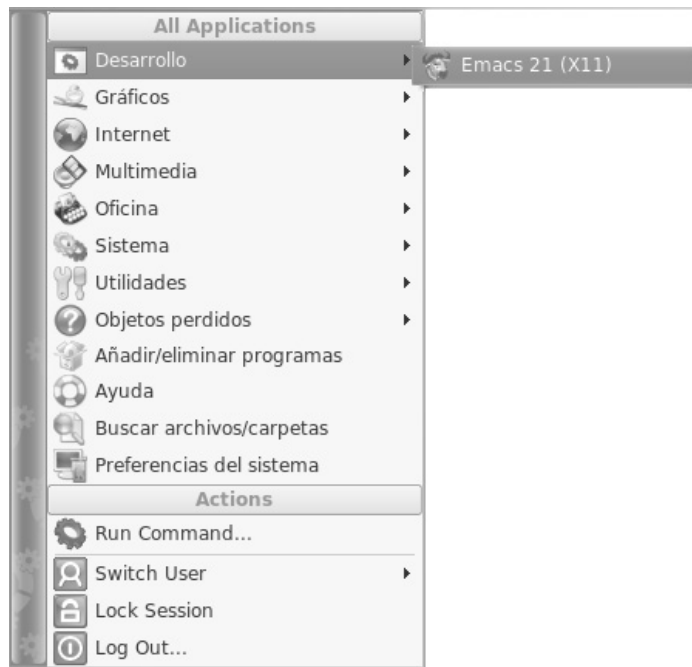 All Applications
Desarrollo
Emacs 21 (X11)
Gráficos
Internet
Multimedia
Oficina
Sistema
Utilidades
Objetos perdidos
Añadir/eliminar programas
Ayuda
Buscar archivos/carpetas
Preferencias del sistema
Actions
Run Command...
Switch User
Lock Session
Log Out...